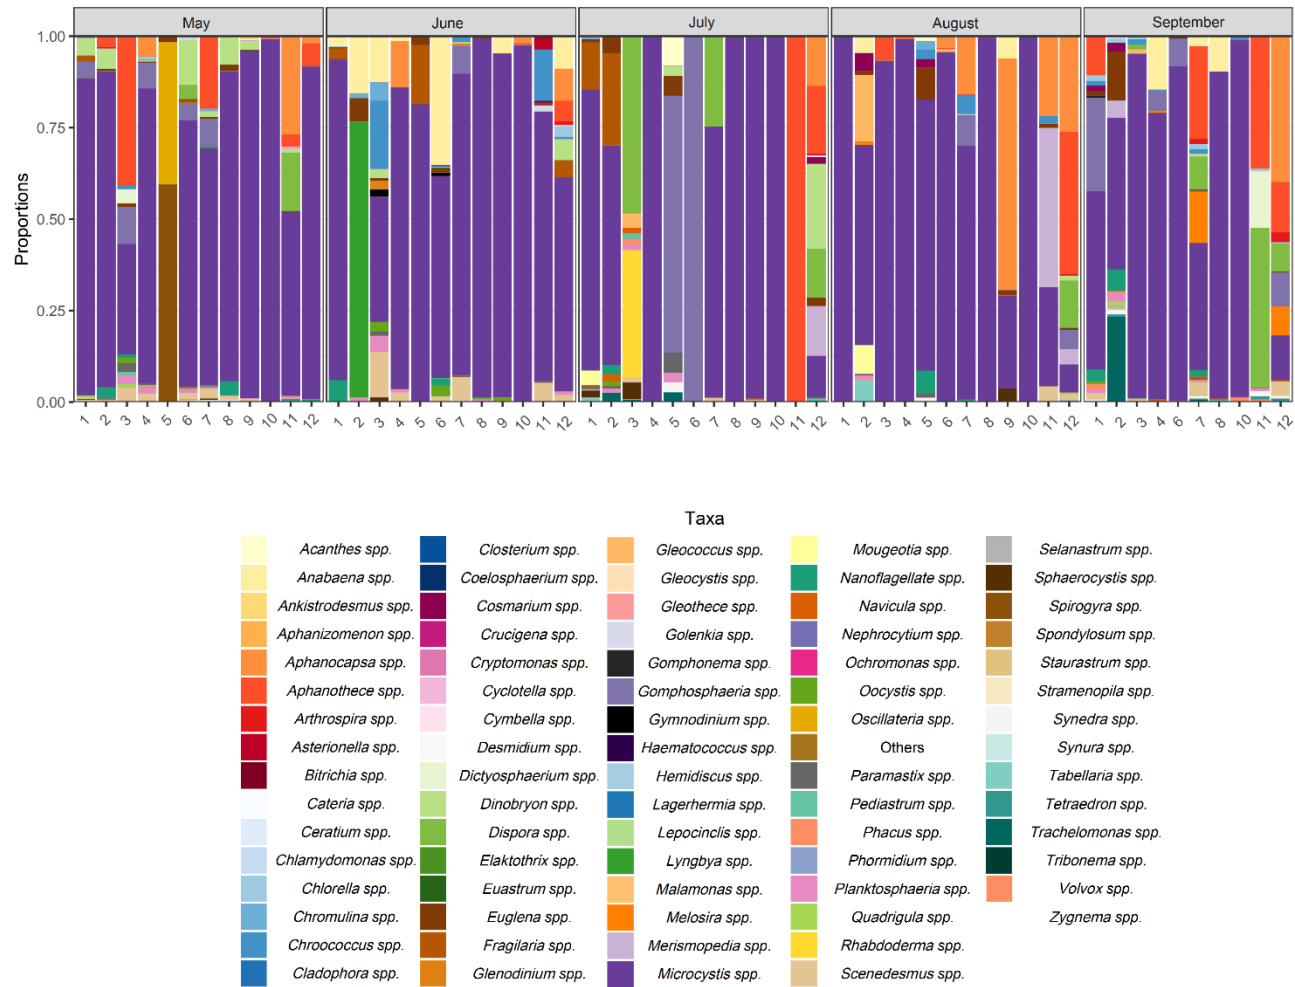 May June July August September
1.00
0.75
0.50
0.25
0.00
Proportions
1 2 3 4 5 6 7 8 9 10 11 12 1 2 3 4 5 6 7 8 9 10 11 12 1 2 3 4 5 6 7 8 9 10 11 12 1 2 3 4 5 6 7 8 9 10 11 12 1 2 3 4 6 7 8 10 11 12
Taxa
Acanthes spp. Closterium spp. Gleococcus spp. Mougeotia spp. Selanastrum spp.
Anabaena spp. Coelosphaerium spp. Gleocystis spp. Nanoflagellate spp. Sphaerocystis spp.
Ankistrodesmus spp. Cosmarium spp. Gleothece spp. Navicula spp. Spirogyra spp.
Aphanizomenon spp. Crucigena spp. Golenkia spp. Nephrocytium spp. Spondylosum spp.
Aphanocapsa spp. Cryptomonas spp. Gomphonema spp. Ochromonas spp. Staurastrum spp.
Aphanothece spp. Cyclotella spp. Gomphosphaeria spp. Oocystis spp. Stramenopila spp.
Arthrospira spp. Cymbella spp. Gymnodinium spp. Oscillateria spp. Synedra spp.
Asterionella spp. Desmidium spp. Haematococcus spp. Others Synura spp.
Bitrichia spp. Dictyosphaerium spp. Hemidiscus spp. Paramastix spp. Tabellaria spp.
Cateria spp. Dinobryon spp. Lagerhermia spp. Pediastrum spp. Tetraedron spp.
Ceratium spp. Dispora spp. Lepocinclis spp. Phacus spp. Trachelomonas spp.
Chlamydomonas spp. Elaktothrix spp. Lyngbya spp. Phormidium spp. Tribonema spp.
Chlorella spp. Euastrum spp. Malamonas spp. Planktosphaeria spp. Volvox spp.
Chromulina spp. Euglena spp. Melosira spp. Quadrigula spp. Zygnema spp.
Chroococcus spp. Fragilaria spp. Merismopedia spp. Rhabdoderma spp.
Cladophora spp. Glenodinium spp. Microcystis spp. Scenedesmus spp.